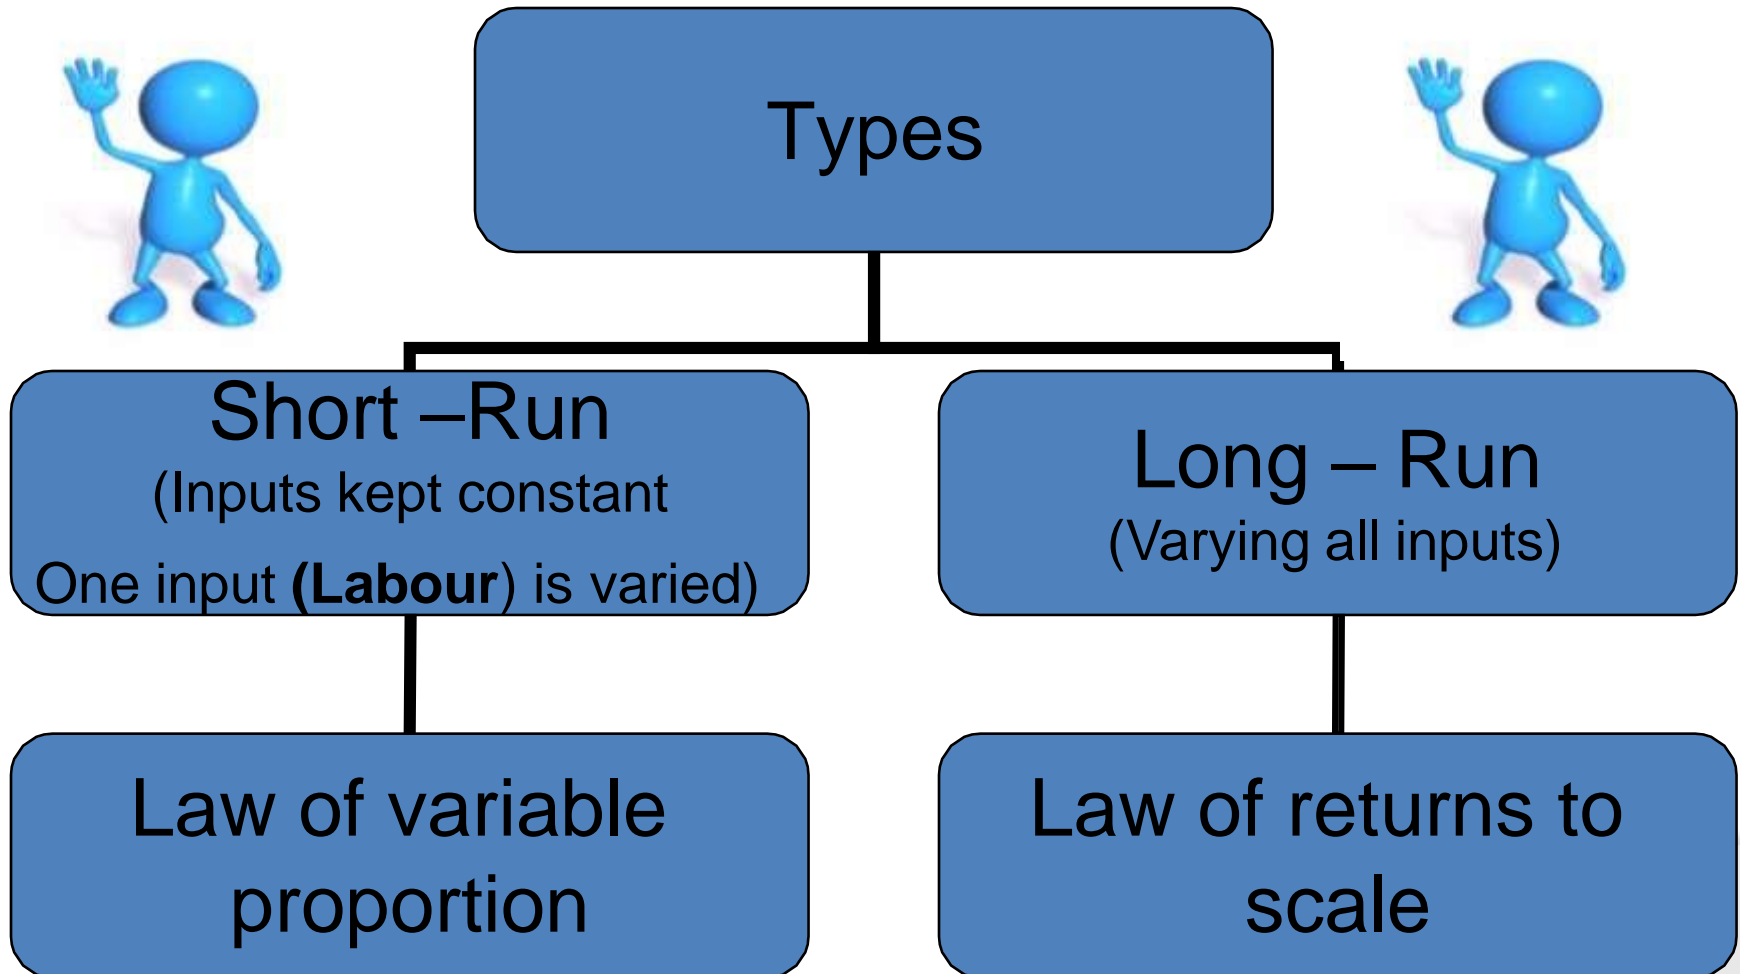 Types
Short –Run
(Inputs kept constant
One input (Labour) is varied)
Long – Run
(Varying all inputs)
Law of variable
proportion
Law of returns to
scale